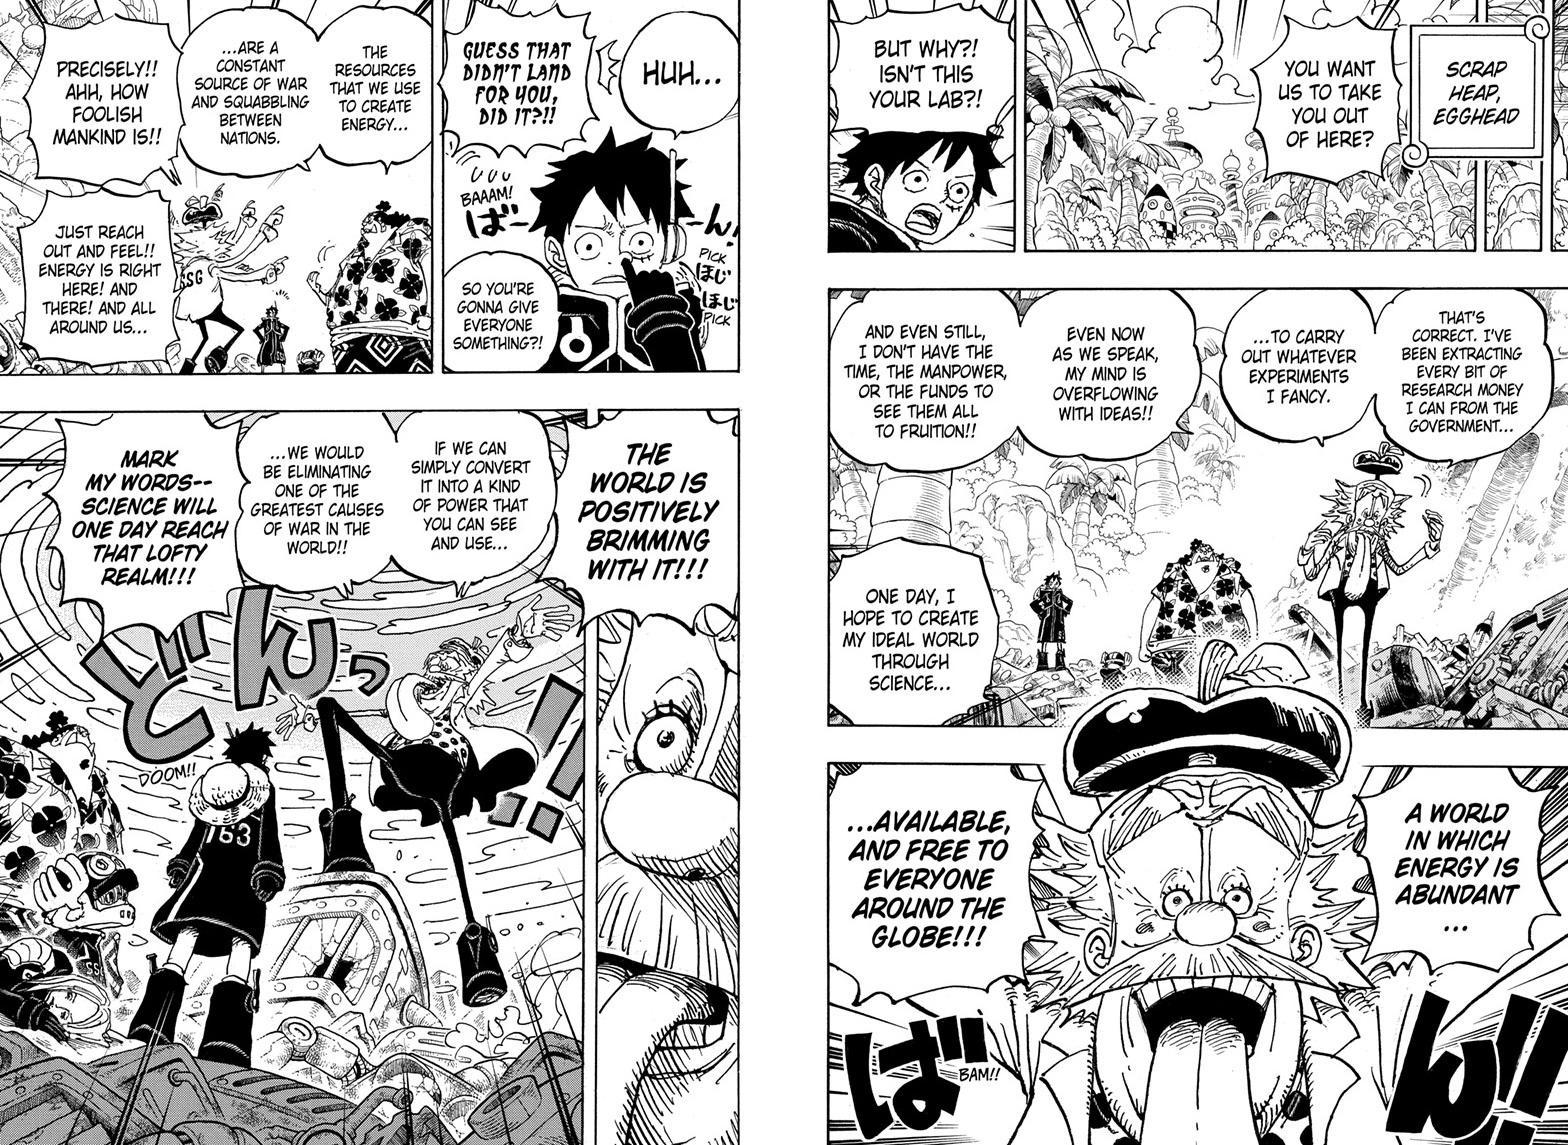 SCRAP
HEAP,
EGGHEAD
YOU WANT
US TO TAKE
YOU OUT
OF HERE?
BUT WHY?!
ISN'T THIS
YOUR LAB?!
THAT'S
CORRECT. I'VE
BEEN EXTRACTING
EVERY BIT OF
RESEARCH MONEY
I CAN FROM THE
GOVERNMENT...
...TO CARRY
OUT WHATEVER
EXPERIMENTS
I FANCY.
EVEN NOW
AS WE SPEAK,
MY MIND IS
OVERFLOWING
WITH IDEAS!!
AND EVEN STILL,
I DON'T HAVE THE
TIME, THE MANPOWER,
OR THE FUNDS TO
SEE THEM ALL
TO FRUITION!!
ONE DAY, I
HOPE TO CREATE
MY IDEAL WORLD
THROUGH
SCIENCE...
A WORLD
IN WHICH
ENERGY IS
ABUNDANT
...
...AVAILABLE,
AND FREE TO
EVERYONE
AROUND THE
GLOBE!!!
ば
ん!!
BAM!!
HUH...
GUESS THAT
DIDN'T LAND
FOR YOU,
DID IT?!!
BAAAM!
ばーん!
PICK
ほじ
ほじ
PICK
SO YOU'RE
GONNA GIVE
EVERYONE
SOMETHING?!
THE
RESOURCES
THAT WE USE
TO CREATE
ENERGY...
...ARE A
CONSTANT
SOURCE OF WAR
AND SQUABBLING
BETWEEN
NATIONS.
PRECISELY!!
AHH, HOW
FOOLISH
MANKIND IS!!
JUST REACH
OUT AND FEEL!!
ENERGY IS RIGHT
HERE! AND
THERE! AND ALL
AROUND US...
SSG
THE
WORLD IS
POSITIVELY
BRIMMING
WITH IT!!!
IF WE CAN
SIMPLY CONVERT
IT INTO A KIND
OF POWER THAT
YOU CAN SEE
AND USE...
...WE WOULD
BE ELIMINATING
ONE OF THE
GREATEST CAUSES
OF WAR IN THE
WORLD!!
MARK
MY WORDS--
SCIENCE WILL
ONE DAY REACH
THAT LOFTY
REALM!!!
どんっ!!
DOOM!!
163